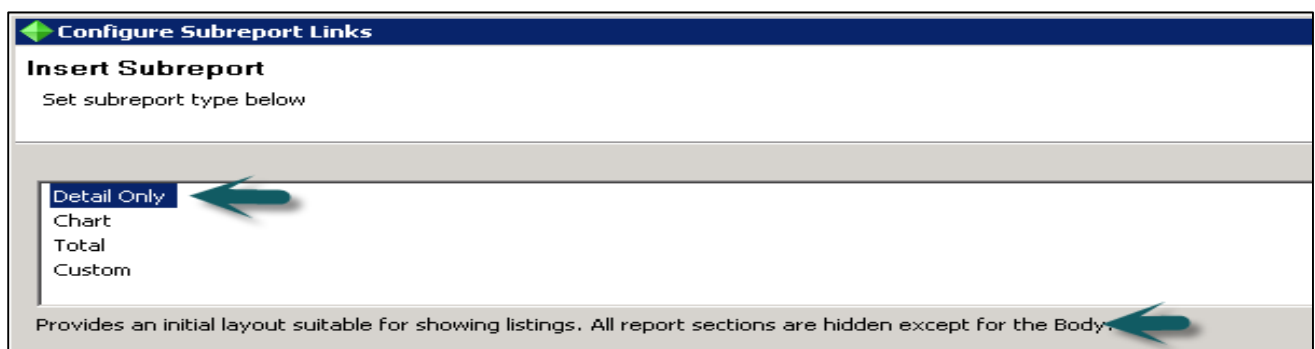 Configure Subreport Links
Insert Subreport
Set subreport type below
Detail Only
Chart
Total
Custom
Provides an initial layout suitable for showing listings. All report sections are hidden except for the Body.